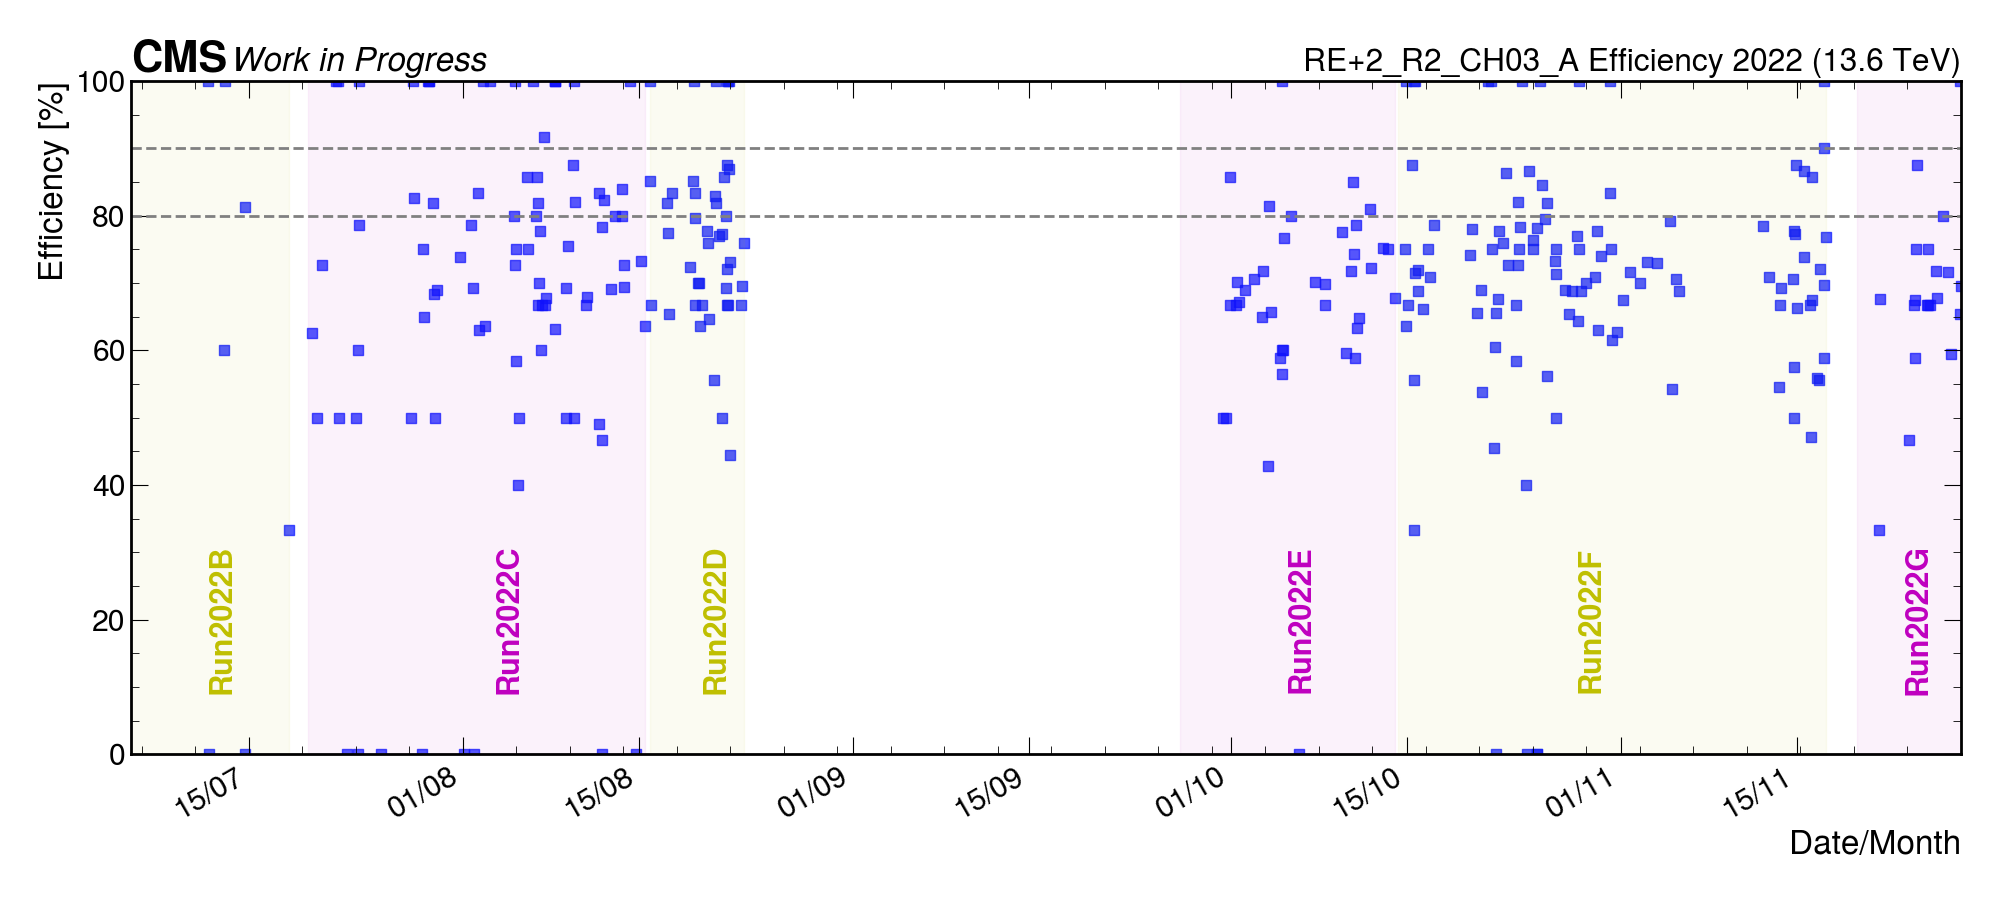 CMS Work in Progress
RE+2_R2_CH03_A Efficiency 2022 (13.6 TeV)
Efficiency [%]
100
80
60
40
20
0
Run2022B
Run2022C
Run2022D
Run2022E
Run2022F
Run2022G
15/07
01/08
15/08
01/09
15/09
01/10
15/10
01/11
15/11
Date/Month